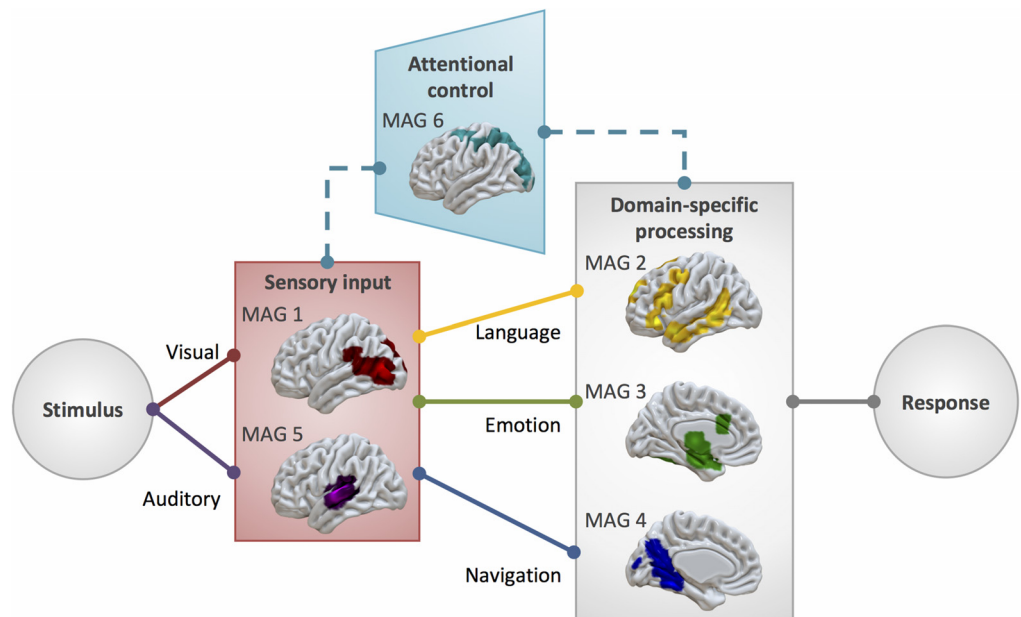 Attentional
control
MAG 6
Domain-specific
processing
MAG 2
Sensory input
MAG 1
Language
Visual
Stimulus
MAG 3
Emotion
Response
MAG 5
Auditory
MAG 4
Navigation